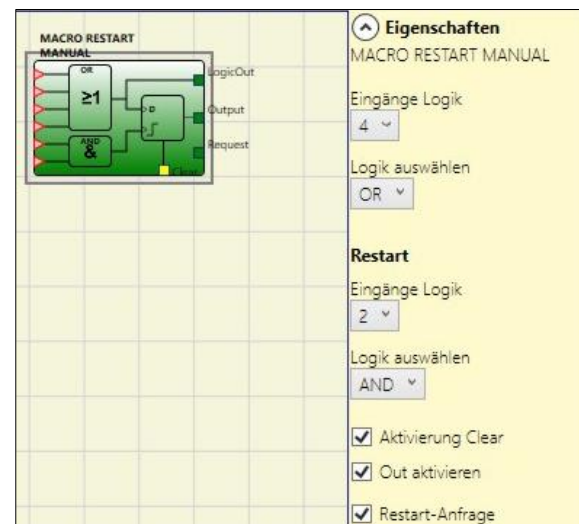 MACRO RESTART
MANUAL
OR
≥1
AND
&
D
LogicOut
Output
Request
Clear
Eigenschaften
MACRO RESTART MANUAL
Eingänge Logik
4
Logik auswählen
OR
Restart
Eingänge Logik
2
Logik auswählen
AND
Aktivierung Clear
Out aktivieren
Restart-Anfrage